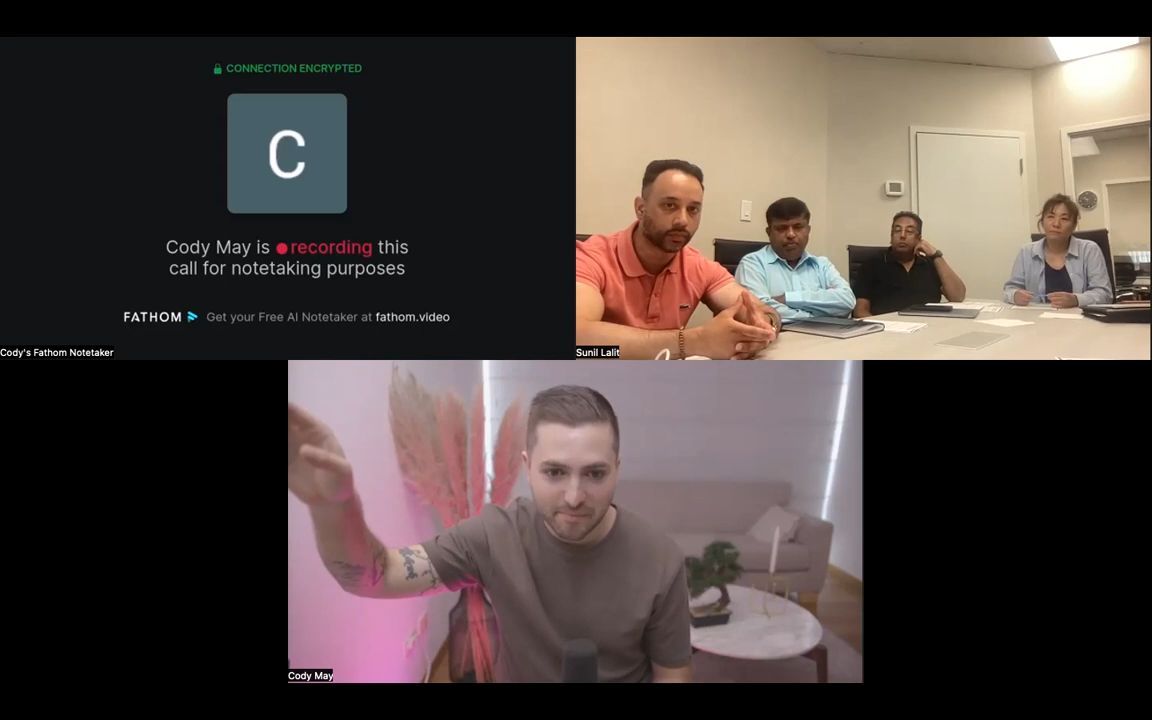 CONNECTION ENCRYPTED
C
Cody May is recording this
call for notetaking purposes
FATHOM Get your Free AI Notetaker at fathom.video
Cody's Fathom Notetaker
Sunil Lalit
Cody May